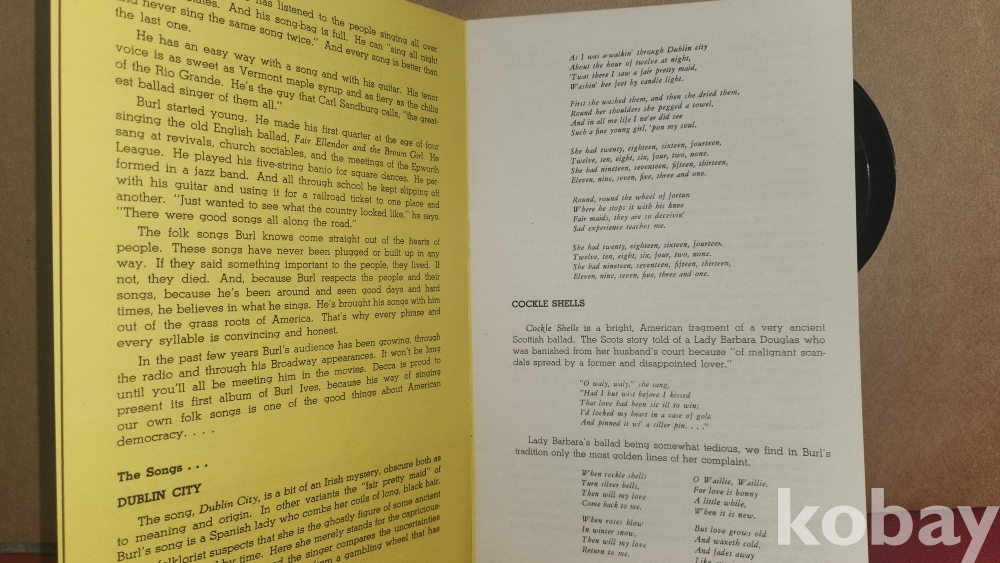 has listened to the people singing all over
And his song-bag is full. He can "sing all night
and never sing the same song twice." And every song is better than
the last one.
He has an easy way with a song and with his guitar. His tenor
voice is as sweet as Vermont maple syrup and as fiery as the chilis
of the Rio Grande. He's the guy that Carl Sandburg calls, "the great-
est ballad singer of them all."
Burl started young. He made his first quarter at the age of four
singing the old English ballad, Fair Ellendor and the Brown Girl. He
sang at revivals, church sociables, and the meetings of the Epworth
League. He played his five-string banjo for square dances. He per-
formed in a jazz band. And all through school he kept slipping off
with his guitar and using it for a railroad ticket to one place and
another. "Just wanted to see what the country looked like," he says.
"There were good songs all along the road."
The folk songs Burl knows come straight out of the hearts of
people. These songs have never been plugged or built up in any
way. If they said something important to the people, they lived. If
not, they died. And, because Burl respects the people and their
songs, because he's been around and seen good days and hard
times, he believes in what he sings. He's brought his songs with him
out of the grass roots of America. That's why every phrase and
every syllable is convincing and honest.
In the past few years Burl's audience has been growing, through
the radio and through his Broadway appearances. It won't be long
until you'll all be meeting him in the movies. Decca is proud to
present its first album of Burl Ives, because his way of singing
our own folk songs is one of the good things about American
democracy. . . .
The Songs . . .
DUBLIN CITY
The song, Dublin City, is a bit of an Irish mystery, obscure both as
to meaning and origin. In other variants the "fair pretty maid" of
Burl's song is a Spanish lady who combs her coils of long, black hair.
folklorist suspects that she is the ghostly figure of some ancient
by time. Here she merely stands for the capricious-
and the singer compares the uncertainties
from a gambling wheel that has
As I was a-walkin' through Dublin city
About the hour of twelve at night,
'Twas there I saw a fair pretty maid,
Washin' her feet by candle light.
First she washed them, and then she dried them,
Round her shoulders she pegged a towel,
And in all me life I ne'er did see
Such a fine young girl, 'pon my soul.
She had twenty, eighteen, sixteen, fourteen,
Twelve, ten, eight, six, four, two, none.
She had nineteen, seventeen, fifteen, thirteen,
Eleven, nine, seven, five, three and one.
Round, round the wheel of fortun
Where he stops it with his knee
Fair maids, they are so deceivin'
Sad experience teaches me.
She had twenty, eighteen, sixteen, fourteen,
Twelve, ten, eight, six, four, two, none.
She had nineteen, seventeen, fifteen, thirteen,
Eleven, nine, seven, five, three and one.
COCKLE SHELLS
Cockle Shells is a bright, American fragment of a very ancient
Scottish ballad. The Scots story told of a Lady Barbara Douglas who
was banished from her husband's court because "of malignant scan-
dals spread by a former and disappointed lover."
"O waly, waly," she sang,
"Had I but wist before I kissed
That love had been sic ill to win;
I'd locked my heart in a case of gold
And pinned it wi' a siller pin. . . ."
Lady Barbara's ballad being somewhat tedious, we find in Burl's
tradition only the most golden lines of her complaint.
When cockle shells
Turn silver bells,
Then will my love
Come back to me.
When roses blow
In winter snow,
Then will my love
Return to me.
O Waillie, Waillie,
For love is bonny
A little while,
When it is new.
But love grows old
And waxeth cold,
And fades away
kobay